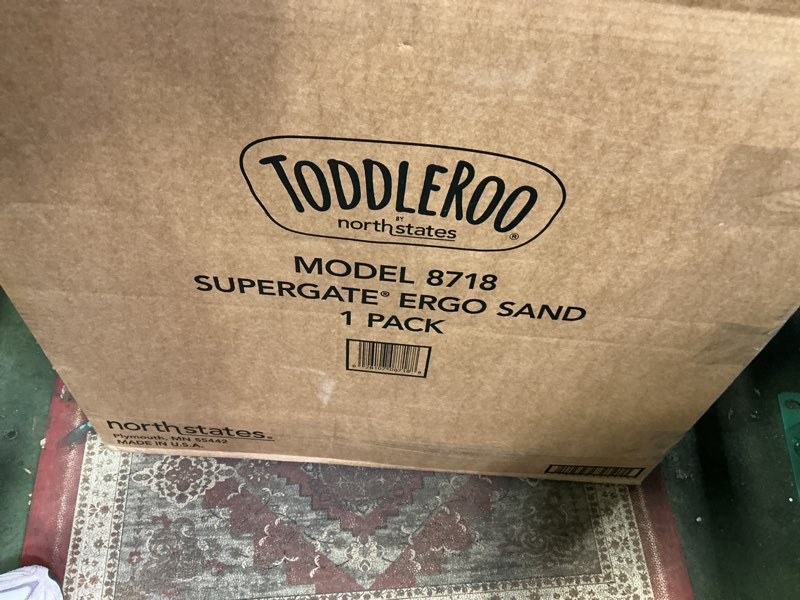 TODDLEROO
BY
northstates
®
MODEL 8718
SUPERGATE® ERGO SAND
1 PACK
northstates®
Plymouth, MN 55442
MADE IN U.S.A.